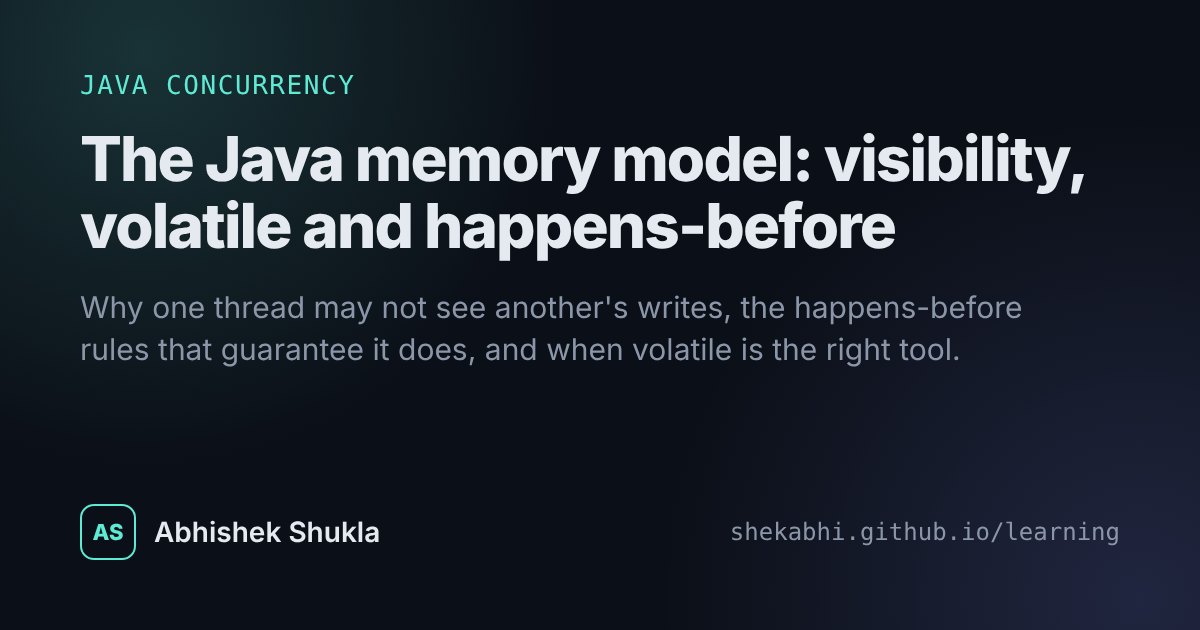 JAVA CONCURRENCY
The Java memory model: visibility,
volatile and happens-before
Why one thread may not see another's writes, the happens-before
rules that guarantee it does, and when volatile is the right tool.
AS Abhishek Shukla
shekabhi.github.io/learning